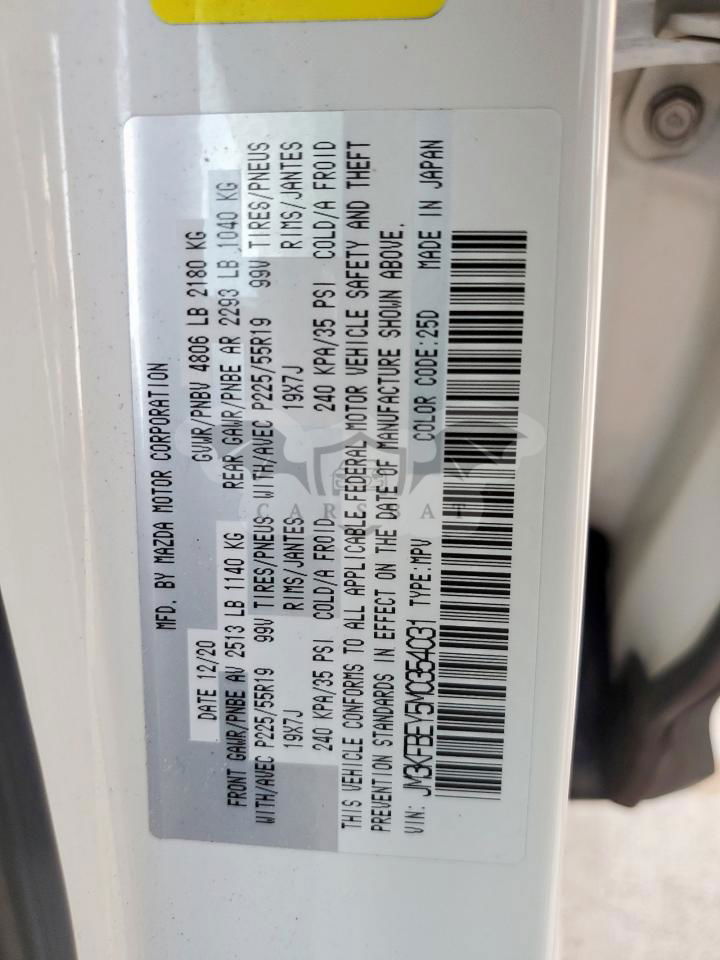 MFD. BY MAZDA MOTOR CORPORATION
DATE 12/20 GVWR/PNBV 4806 LB 2180 KG
FRONT GAWR/PNBE AV 2513 LB 1140 KG REAR GAWR/PNBE AR 2293 LB 1040 KG
WITH/AVEC P225/55R19 99V TIRES/PNEUS WITH/AVEC P225/55R19 99V TIRES/PNEUS
19X7J RIMS/JANTES 19X7J RIMS/JANTES
240 KPA/35 PSI COLD/A FROID 240 KPA/35 PSI COLD/A FROID
THIS VEHICLE CONFORMS TO ALL APPLICABLE FEDERAL MOTOR VEHICLE SAFETY AND THEFT
PREVENTION STANDARDS IN EFFECT ON THE DATE OF MANUFACTURE SHOWN ABOVE.
VIN: JM3KFBEY5M0354031 TYPE:MPV COLOR CODE:25D MADE IN JAPAN
CARSBAT